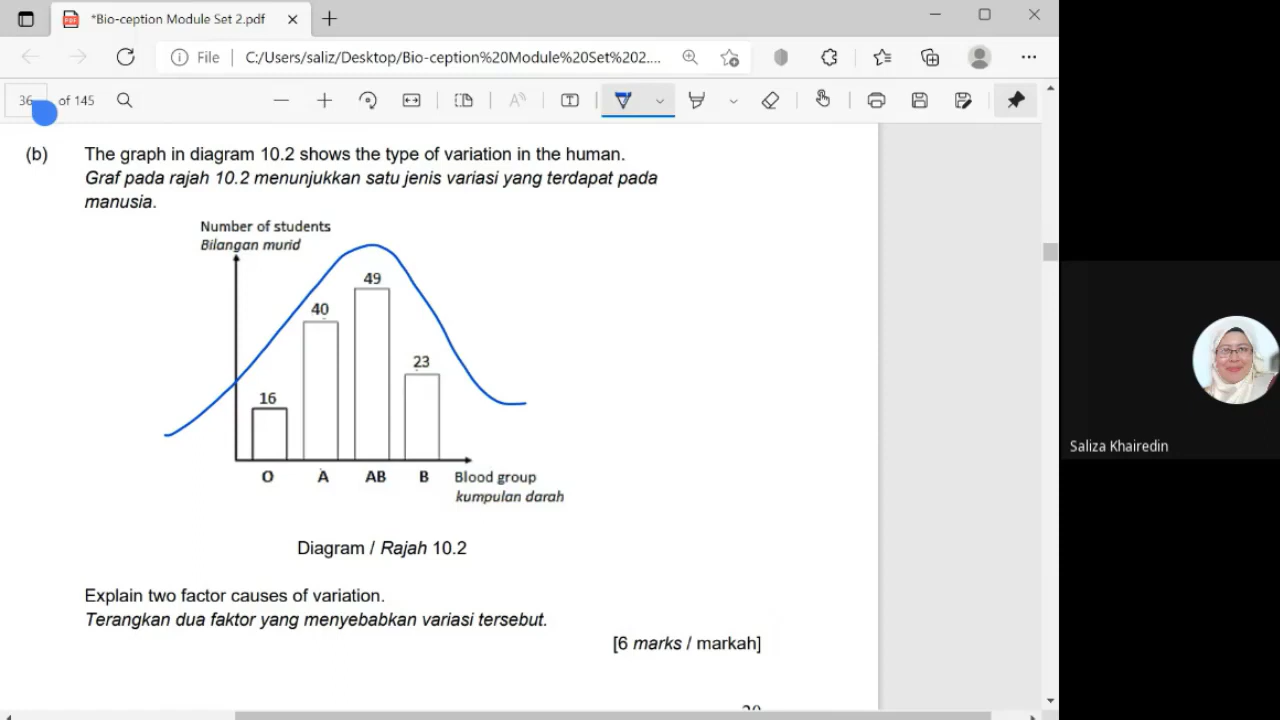 *Bio-ception Module Set 2.pdf
File
C:/Users/saliz/Desktop/Bio-ception%20Module%20Set%202....
36 of 145
(b) The graph in diagram 10.2 shows the type of variation in the human.
Graf pada rajah 10.2 menunjukkan satu jenis variasi yang terdapat pada
manusia.
Number of students
Bilangan murid
49
40
23
16
O A AB B Blood group
kumpulan darah
Diagram / Rajah 10.2
Explain two factor causes of variation.
Terangkan dua faktor yang menyebabkan variasi tersebut.
[6 marks / markah]
Saliza Khairedin